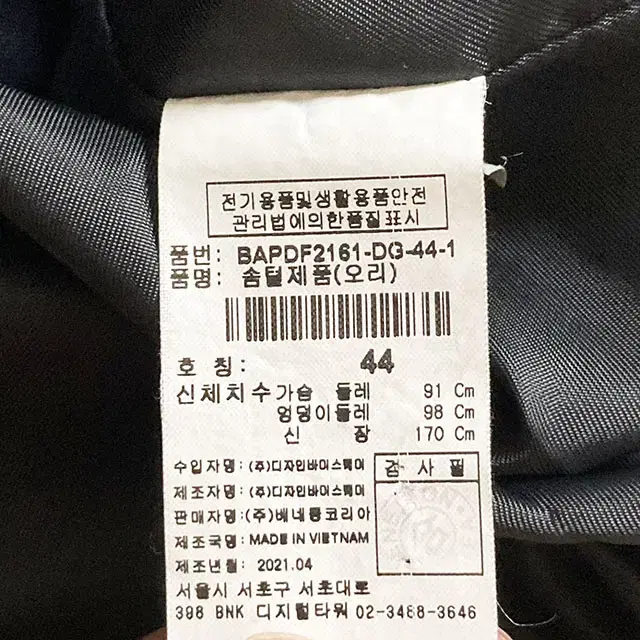 전기용품및생활용품안전
관리법에의한품질표시
품번: BAPDF2161-DG-44-1
품명: 솜털제품(오리)
호 칭: 44
신체치수 가슴 둘레 91 Cm
엉덩이둘레 98 Cm
신 장 170 Cm
수입자명: (주)디자인바이스퀘어
검 사 필
제조자명: (주)디자인바이스퀘어
판매자명: (주)베네통코리아
제조국명: MADE IN VIETNAM
제조년월: 2021.04
서울시 서초구 서초대로
398 BNK 디지털타워 02-3488-3646